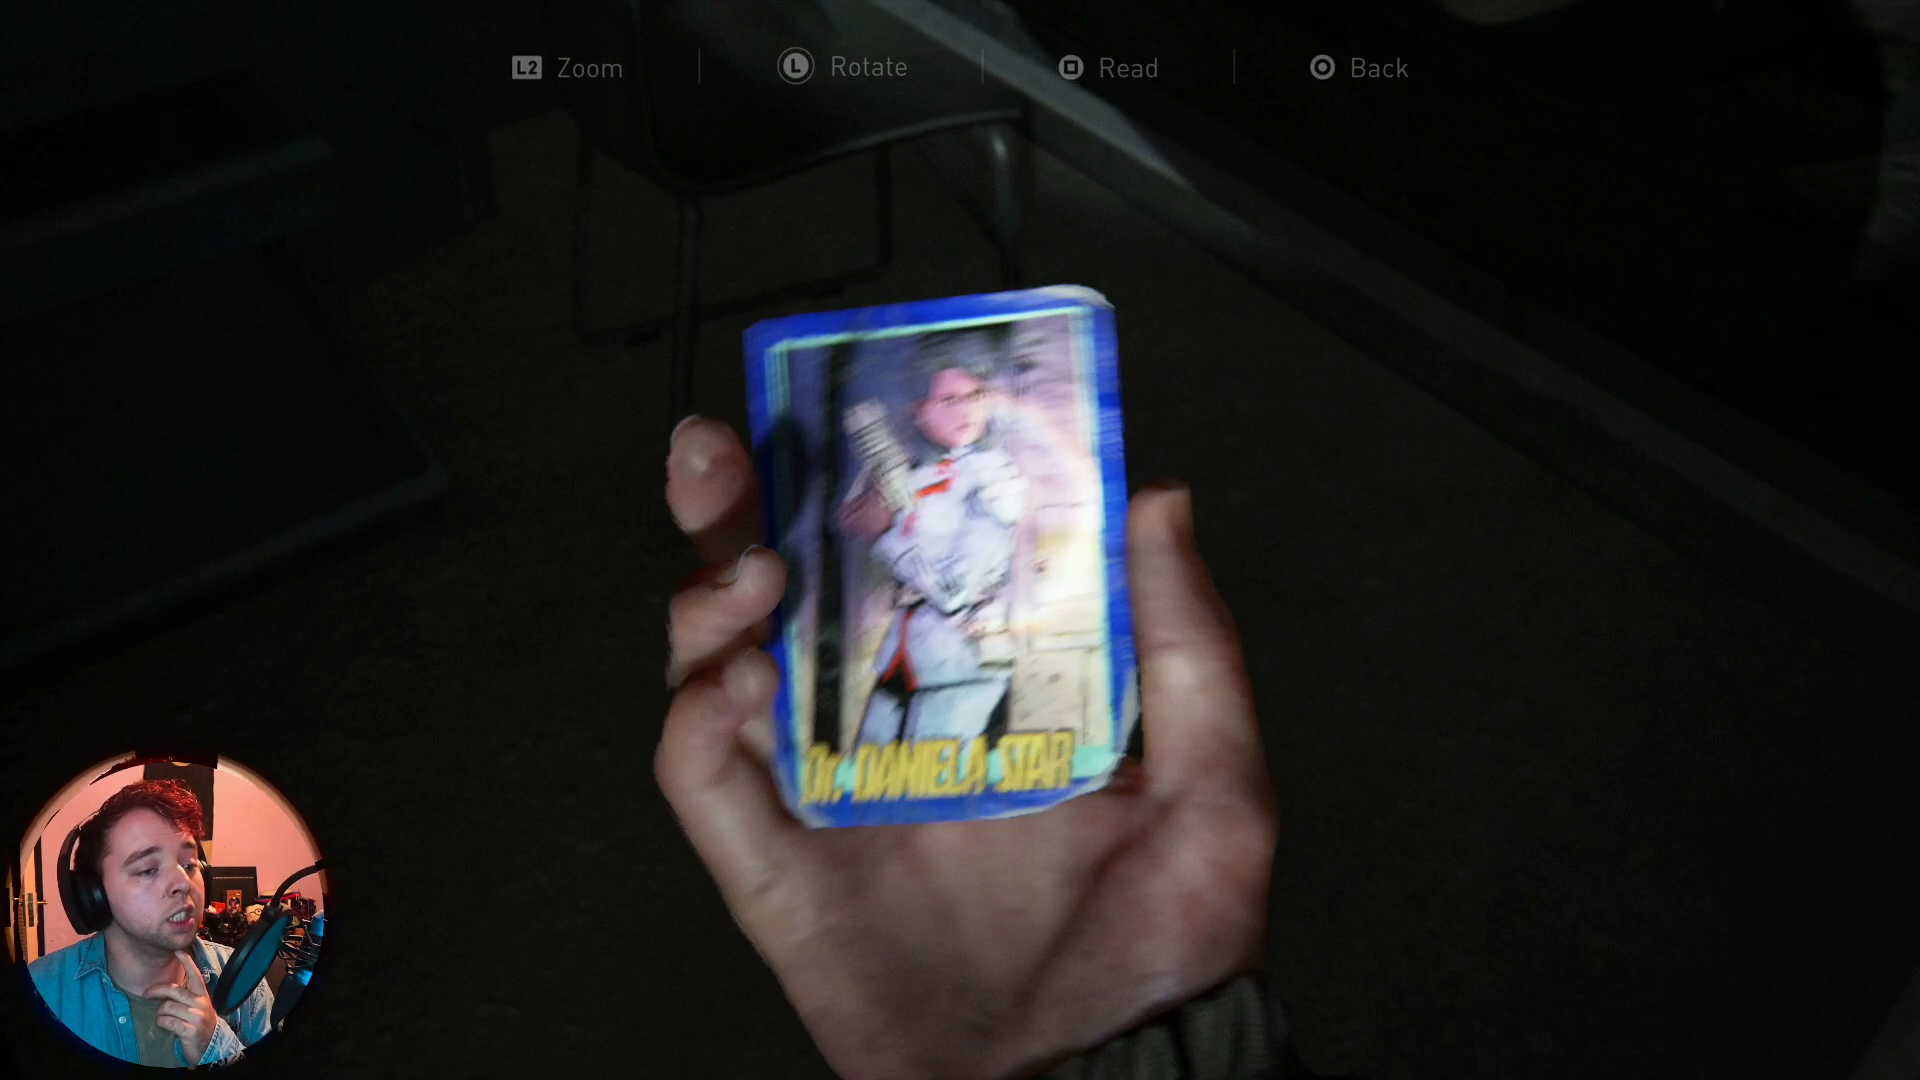 L2 Zoom | L Rotate | Read | Back
Dr. DANIELA STAR